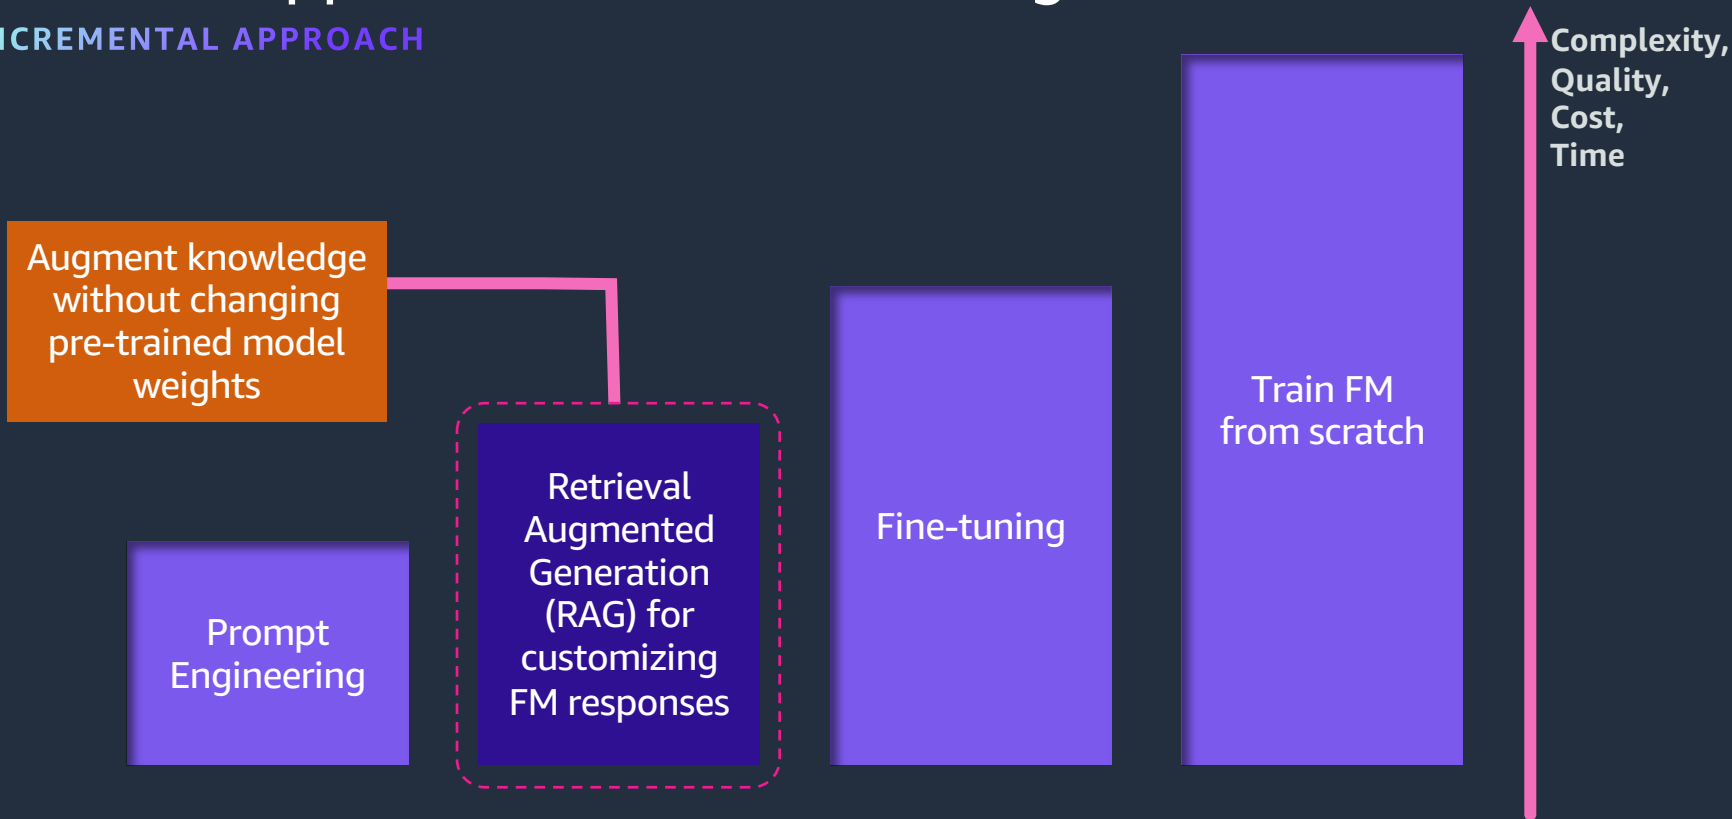 INCREMENTAL APPROACH
Complexity,
Quality,
Cost,
Time
Augment knowledge
without changing
pre-trained model
weights
Retrieval
Augmented
Generation
(RAG) for
customizing
FM responses
Prompt
Engineering
Fine-tuning
Train FM
from scratch